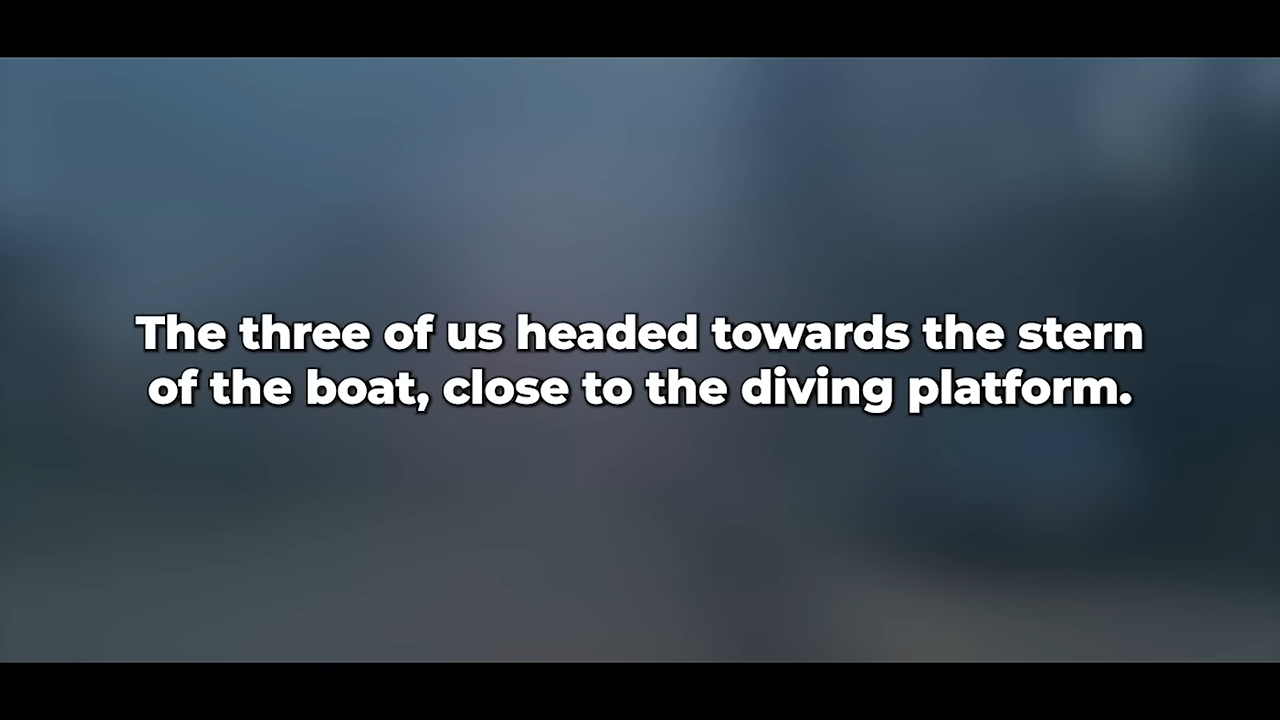 The three of us headed towards the stern
of the boat, close to the diving platform.